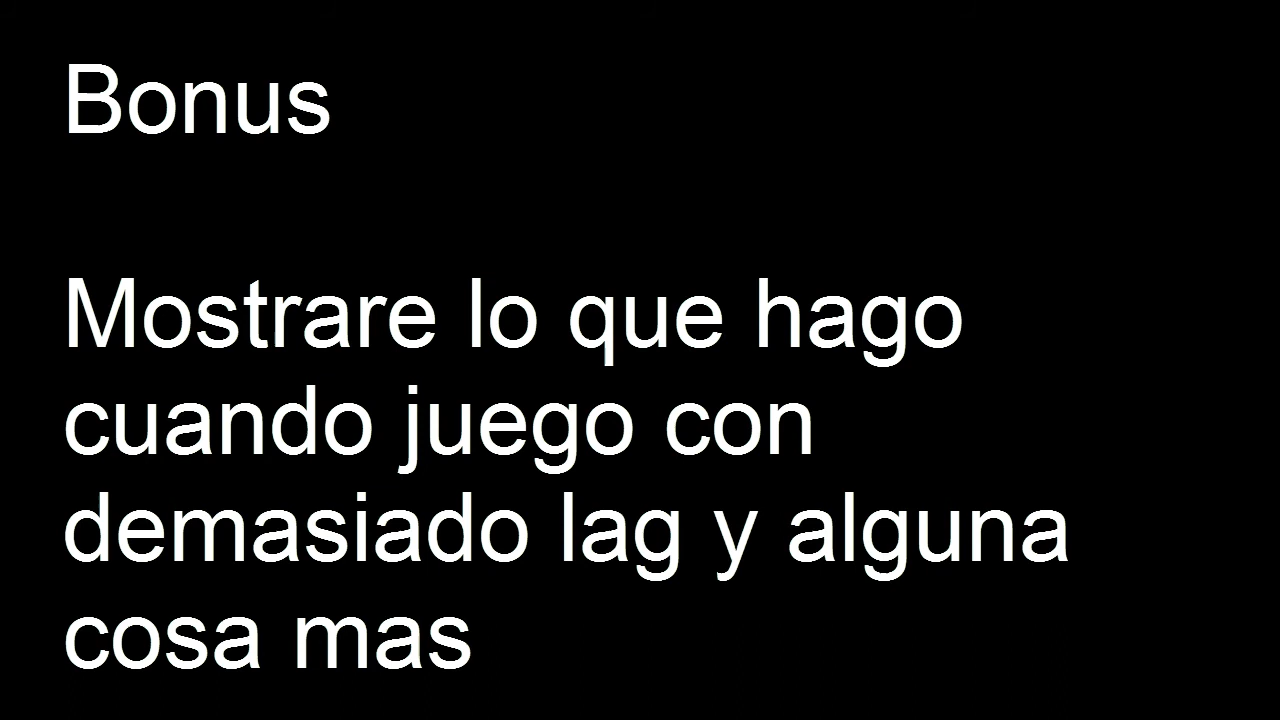 Bonus
Mostrare lo que hago
cuando juego con
demasiado lag y alguna
cosa mas